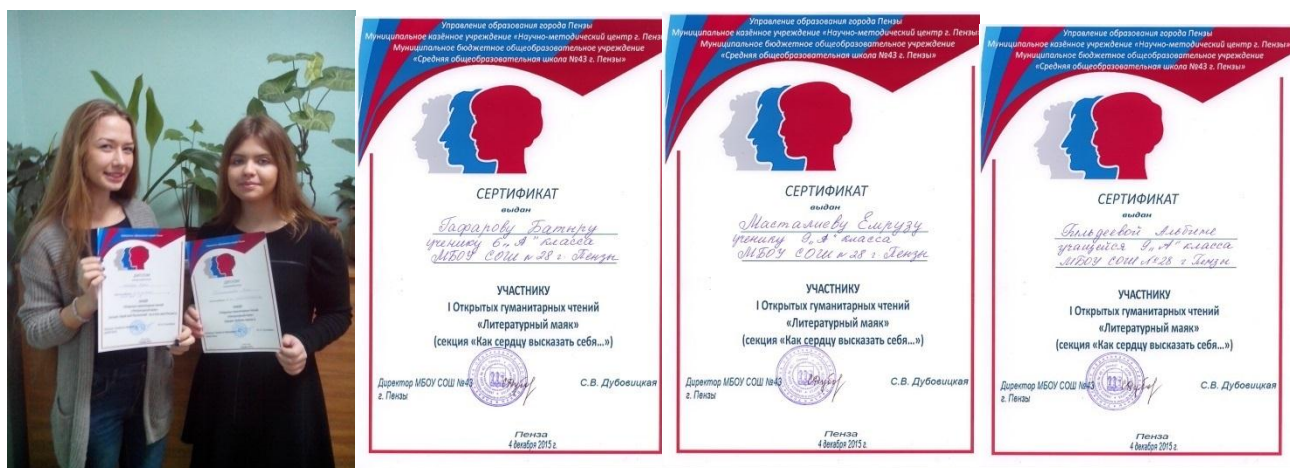 Управление образования города Пензы
Муниципальное казённое учреждение «Научно-методический центр г. Пензы»
Муниципальное бюджетное общеобразовательное учреждение
«Средняя общеобразовательная школа №43 г. Пензы»
СЕРТИФИКАТ
выдан
Гафарову Батыру
ученику 6 „А" класса
МБОУ СОШ № 28 г. Пензы
УЧАСТНИКУ
I Открытых гуманитарных чтений
«Литературный маяк»
(секция «Как сердцу высказать себя...»)
Директор МБОУ СОШ №43
г. Пензы
С.В. Дубовицкая
Пенза
4 декабря 2015 г.
Управление образования города Пензы
Муниципальное казённое учреждение «Научно-методический центр г. Пензы»
Муниципальное бюджетное общеобразовательное учреждение
«Средняя общеобразовательная школа №43 г. Пензы»
СЕРТИФИКАТ
выдан
Масталиеву Емрузу
ученику 9 „А" класса
МБОУ СОШ № 28 г. Пензы
УЧАСТНИКУ
I Открытых гуманитарных чтений
«Литературный маяк»
(секция «Как сердцу высказать себя...»)
Директор МБОУ СОШ №43
г. Пензы
С.В. Дубовицкая
Пенза
4 декабря 2015 г.
Управление образования города Пензы
Муниципальное казённое учреждение «Научно-методический центр г. Пензы»
Муниципальное бюджетное общеобразовательное учреждение
«Средняя общеобразовательная школа №43 г. Пензы»
СЕРТИФИКАТ
выдан
Бильдеевой Альбине
учащейся 9 „А" класса
МБОУ СОШ №28 г. Пензы
УЧАСТНИКУ
I Открытых гуманитарных чтений
«Литературный маяк»
(секция «Как сердцу высказать себя...»)
Директор МБОУ СОШ №43
г. Пензы
С.В. Дубовицкая
Пенза
4 декабря 2015 г.